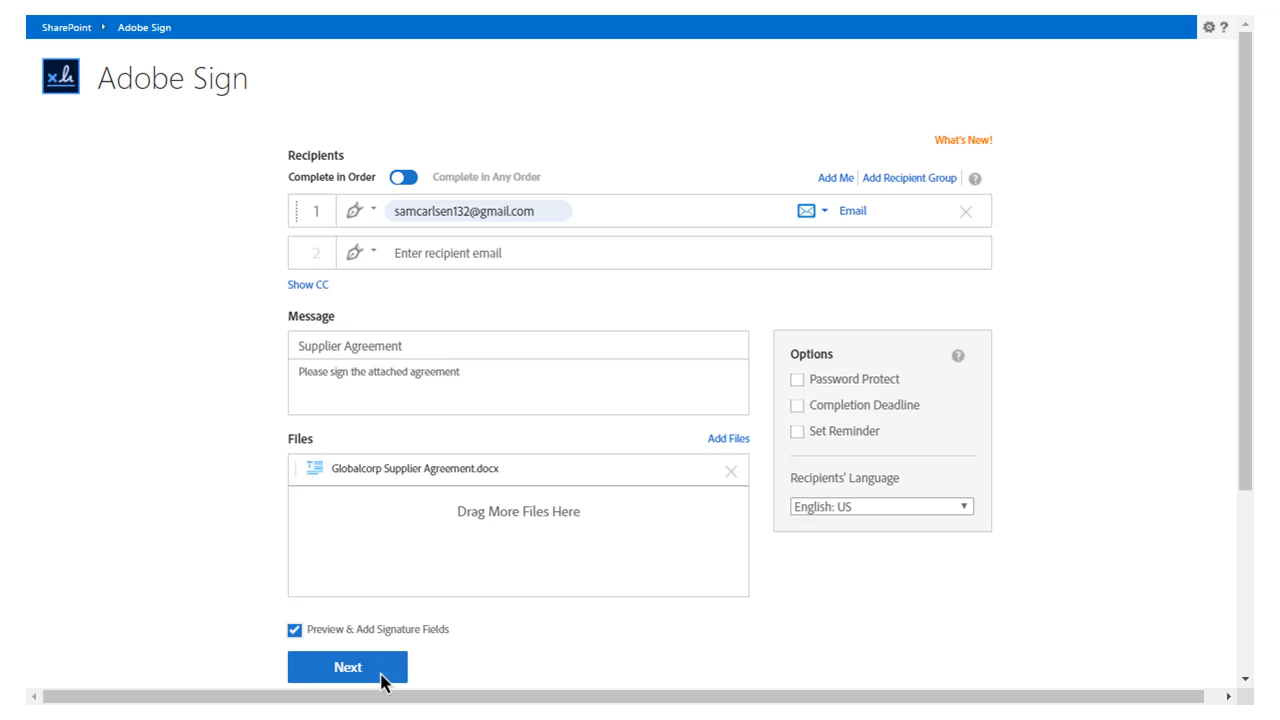 SharePoint Adobe Sign ?
Adobe Sign
What's New!
Recipients
Complete in Order Complete in Any Order Add Me Add Recipient Group ?
1 samcarlsen132@gmail.com Email
2 Enter recipient email
Show CC
Message
Supplier Agreement
Please sign the attached agreement
Options ?
Password Protect
Completion Deadline
Set Reminder
Recipients' Language
English: US
Files Add Files
Globalcorp Supplier Agreement.docx
Drag More Files Here
Preview & Add Signature Fields
Next